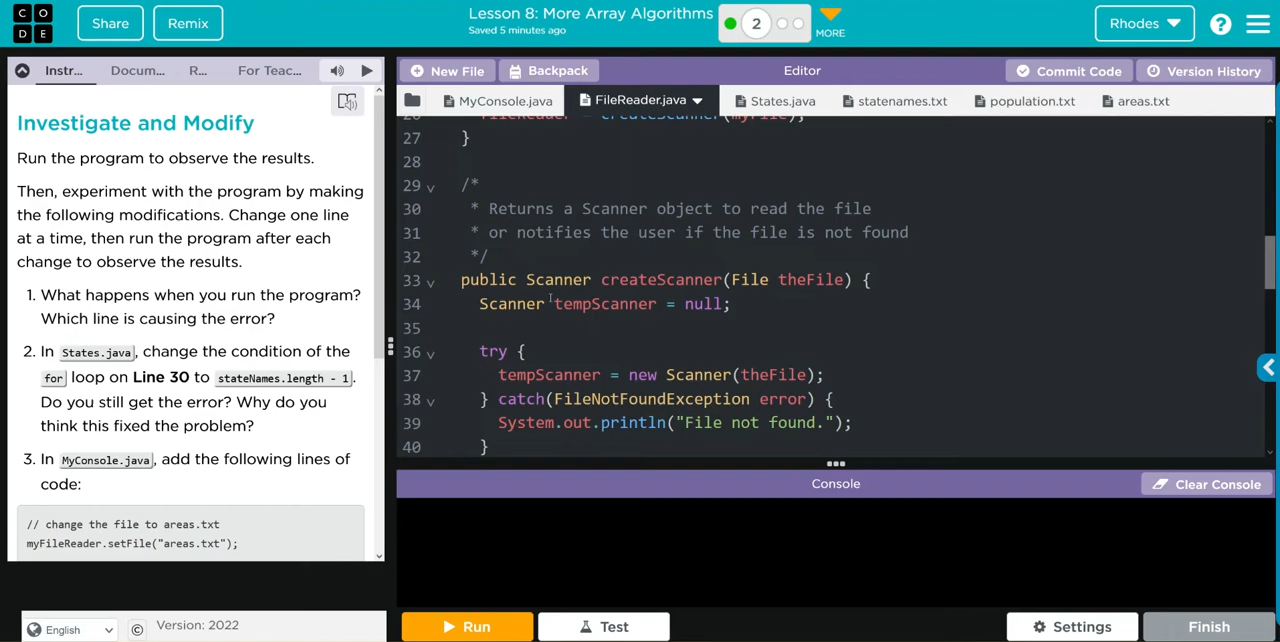 CO
DE
Share
Remix
Lesson 8: More Array Algorithms
Saved 5 minutes ago
2
MORE
Rhodes
?
Instr...
Docum...
R...
For Teac...
New File
Backpack
Editor
Commit Code
Version History
MyConsole.java
FileReader.java
States.java
statenames.txt
population.txt
areas.txt
Investigate and Modify
Run the program to observe the results.
Then, experiment with the program by making
the following modifications. Change one line
at a time, then run the program after each
change to observe the results.
1. What happens when you run the program?
Which line is causing the error?
2. In States.java, change the condition of the
for loop on Line 30 to stateNames.length - 1.
Do you still get the error? Why do you
think this fixed the problem?
3. In MyConsole.java, add the following lines of
code:
// change the file to areas.txt
myFileReader.setFile("areas.txt");
26 fileReader = createScanner(myFile);
27 }
28
29 /*
30 * Returns a Scanner object to read the file
31 * or notifies the user if the file is not found
32 */
33 public Scanner createScanner(File theFile) {
34 Scanner tempScanner = null;
35
36 try {
37 tempScanner = new Scanner(theFile);
38 } catch(FileNotFoundException error) {
39 System.out.println("File not found.");
40 }
Console
Clear Console
English
©
Version: 2022
Run
Test
Settings
Finish